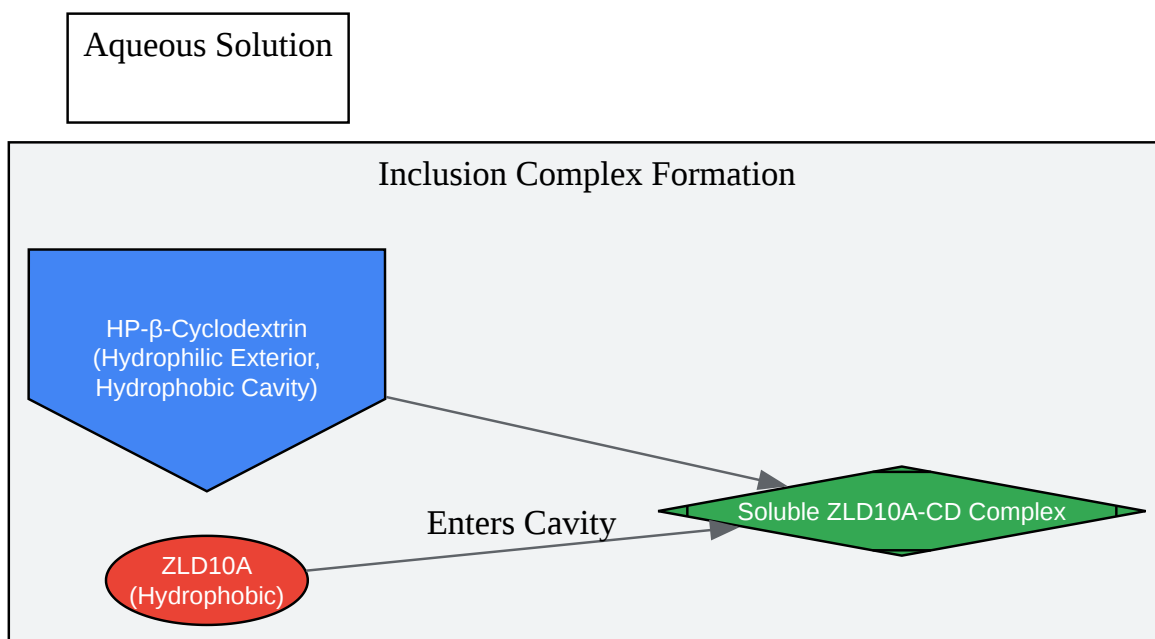 Aqueous Solution
Inclusion Complex Formation
HP-β-Cyclodextrin
(Hydrophilic Exterior,
Hydrophobic Cavity)
Enters Cavity
Soluble ZLD10A-CD Complex
ZLD10A
(Hydrophobic)